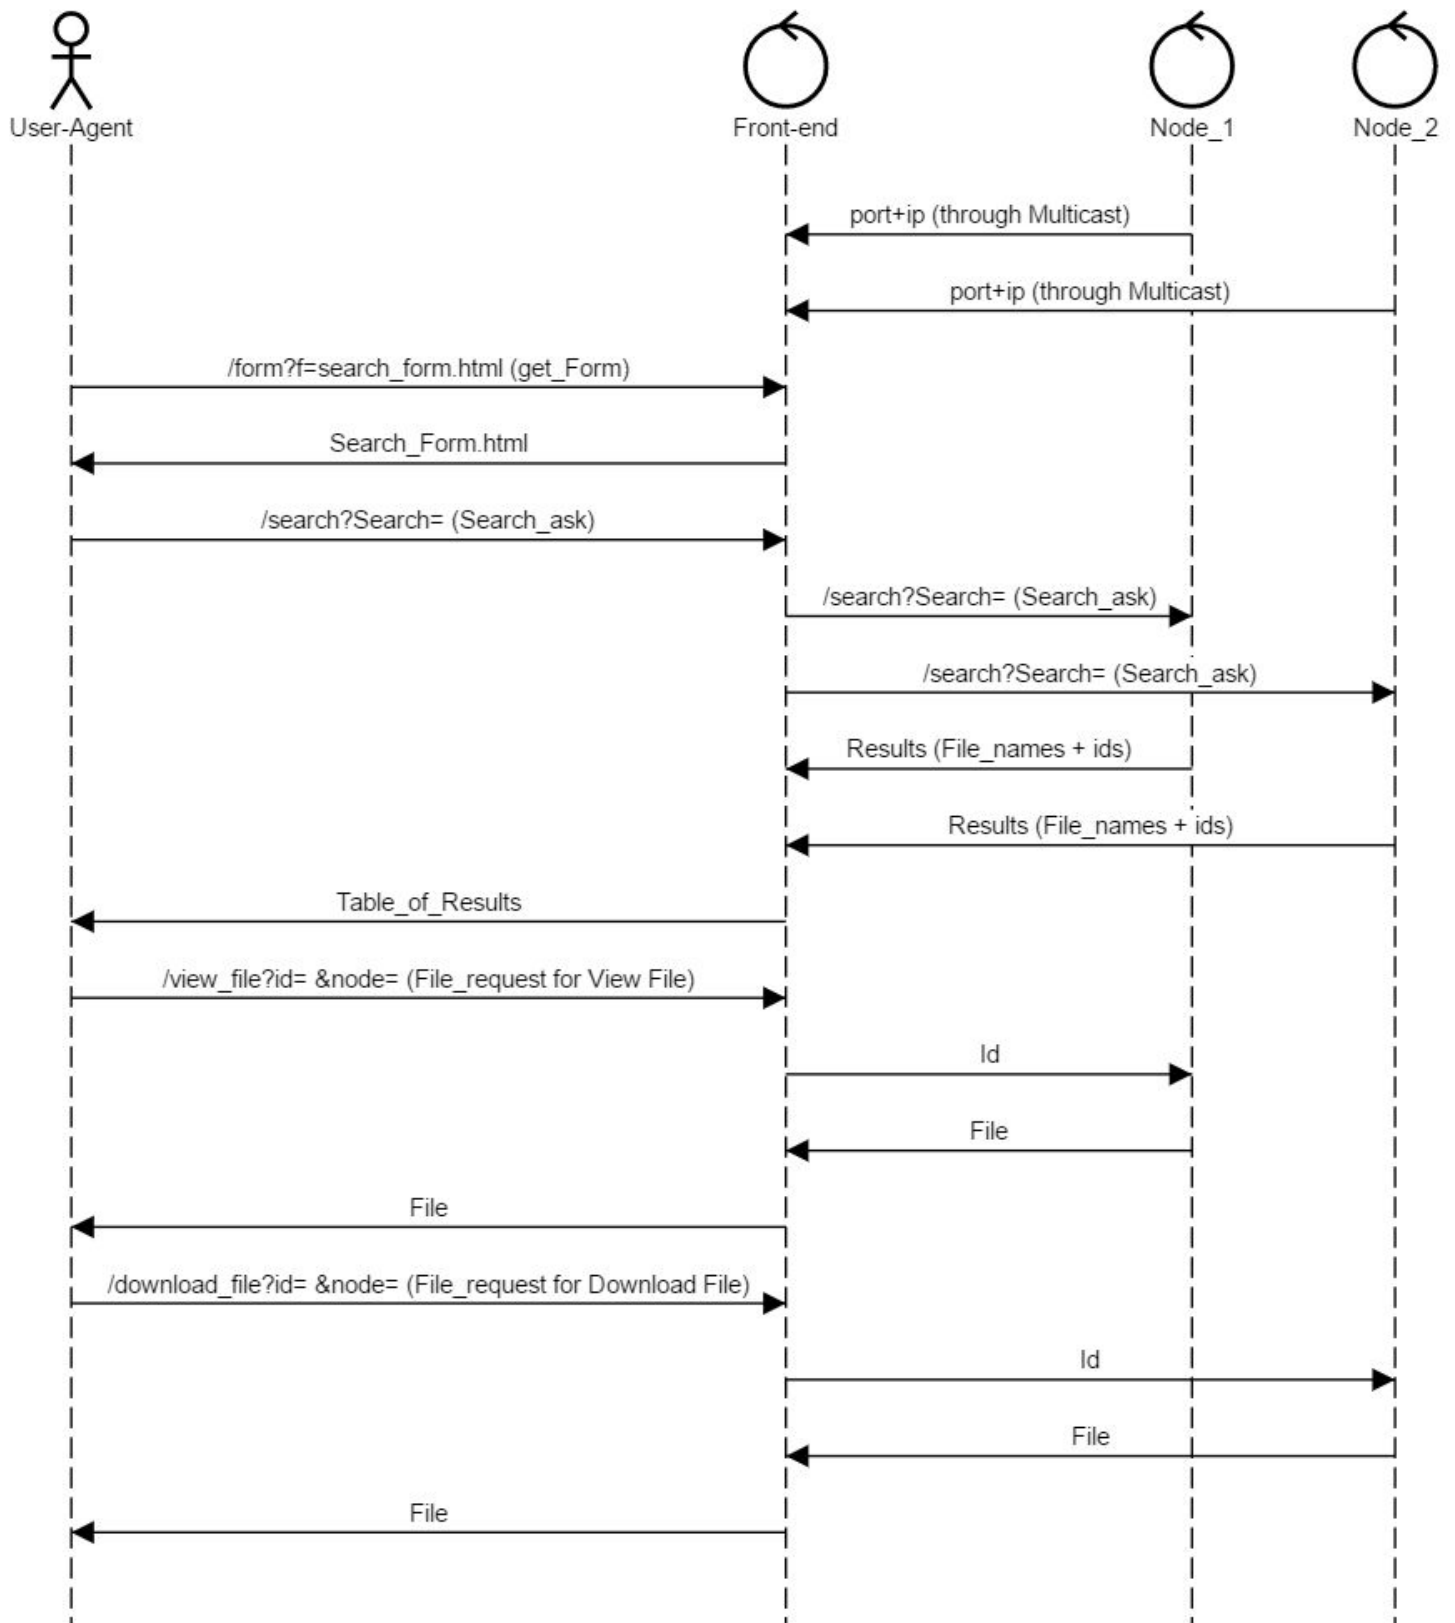 User-Agent
Front-end
Node_1
Node_2
port+ip (through Multicast)
port+ip (through Multicast)
/form?f=search_form.html (get_Form)
Search_Form.html
/search?Search= (Search_ask)
/search?Search= (Search_ask)
/search?Search= (Search_ask)
Results (File_names + ids)
Results (File_names + ids)
Table_of_Results
/view_file?id= &node= (File_request for View File)
Id
File
File
/download_file?id= &node= (File_request for Download File)
Id
File
File